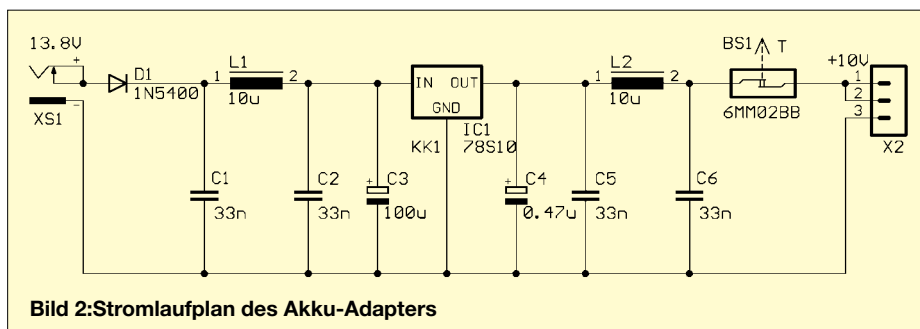 13.8V
+
-
XS1
D1
1N5400
1 L1 2
10u
C1
33n
C2
33n
+ C3
100u
IN OUT
GND
IC1
KK1 78S10
+ C4
0.47u
C5
33n
1 L2 2
10u
C6
33n
BS1 T
6MM02BB
+10V
1
2
3
X2
Bild 2:Stromlaufplan des Akku-Adapters